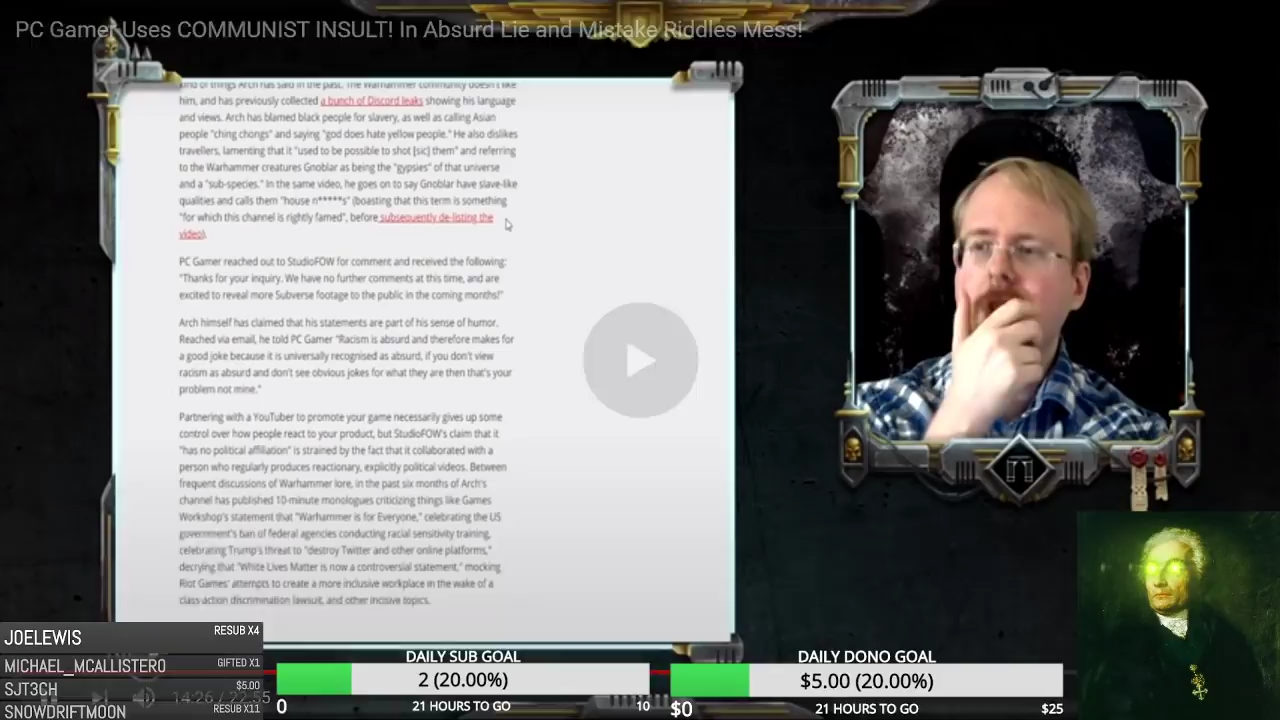 PC Gamer Uses COMMUNIST INSULT! In Absurd Lie and Mistake Riddles Mess!
kind of things Arch has said in the past. The Warhammer community doesn't like
him, and has previously collected a bunch of Discord leaks showing his language
and views. Arch has blamed black people for slavery, as well as calling Asian
people "ching chongs" and saying "god does hate yellow people." He also dislikes
travellers, lamenting that it "used to be possible to shot [sic] them" and referring
to the Warhammer creatures Gnoblar as being the "gypsies" of that universe
and a "sub-species." In the same video, he goes on to say Gnoblar have slave-like
qualities and calls them "house n*****s" (boasting that this term is something
"for which this channel is rightly famed", before subsequently de-listing the
video).
PC Gamer reached out to StudioFOW for comment and received the following:
"Thanks for your inquiry. We have no further comments at this time, and are
excited to reveal more Subverse footage to the public in the coming months!"
Arch himself has claimed that his statements are part of his sense of humor.
Reached via email, he told PC Gamer "Racism is absurd and therefore makes for
a good joke because it is universally recognised as absurd, if you don't view
racism as absurd and don't see obvious jokes for what they are then that's your
problem not mine."
Partnering with a YouTuber to promote your game necessarily gives up some
control over how people react to your product, but StudioFOW's claim that it
"has no political affiliation" is strained by the fact that it collaborated with a
person who regularly produces reactionary, explicitly political videos. Between
frequent discussions of Warhammer lore, in the past six months of Arch's
channel has published 10-minute monologues criticizing things like Games
Workshop's statement that "Warhammer is for Everyone," celebrating the US
government's ban of federal agencies conducting racial sensitivity training,
celebrating Trump's threat to "destroy Twitter and other online platforms,"
decrying that "White Lives Matter is now a controversial statement," mocking
Riot Games' attempts to create a more inclusive workplace in the wake of a
class action discrimination lawsuit, and other incisive topics.
JOELEWIS RESUB X4
MICHAEL_MCALLISTERO GIFTED X1
SJT3CH $5.00
SNOWDRIFTMOON RESUB X11
14:26 / 22:55
DAILY SUB GOAL
2 (20.00%)
0 21 HOURS TO GO 10
DAILY DONO GOAL
$5.00 (20.00%)
$0 21 HOURS TO GO $25